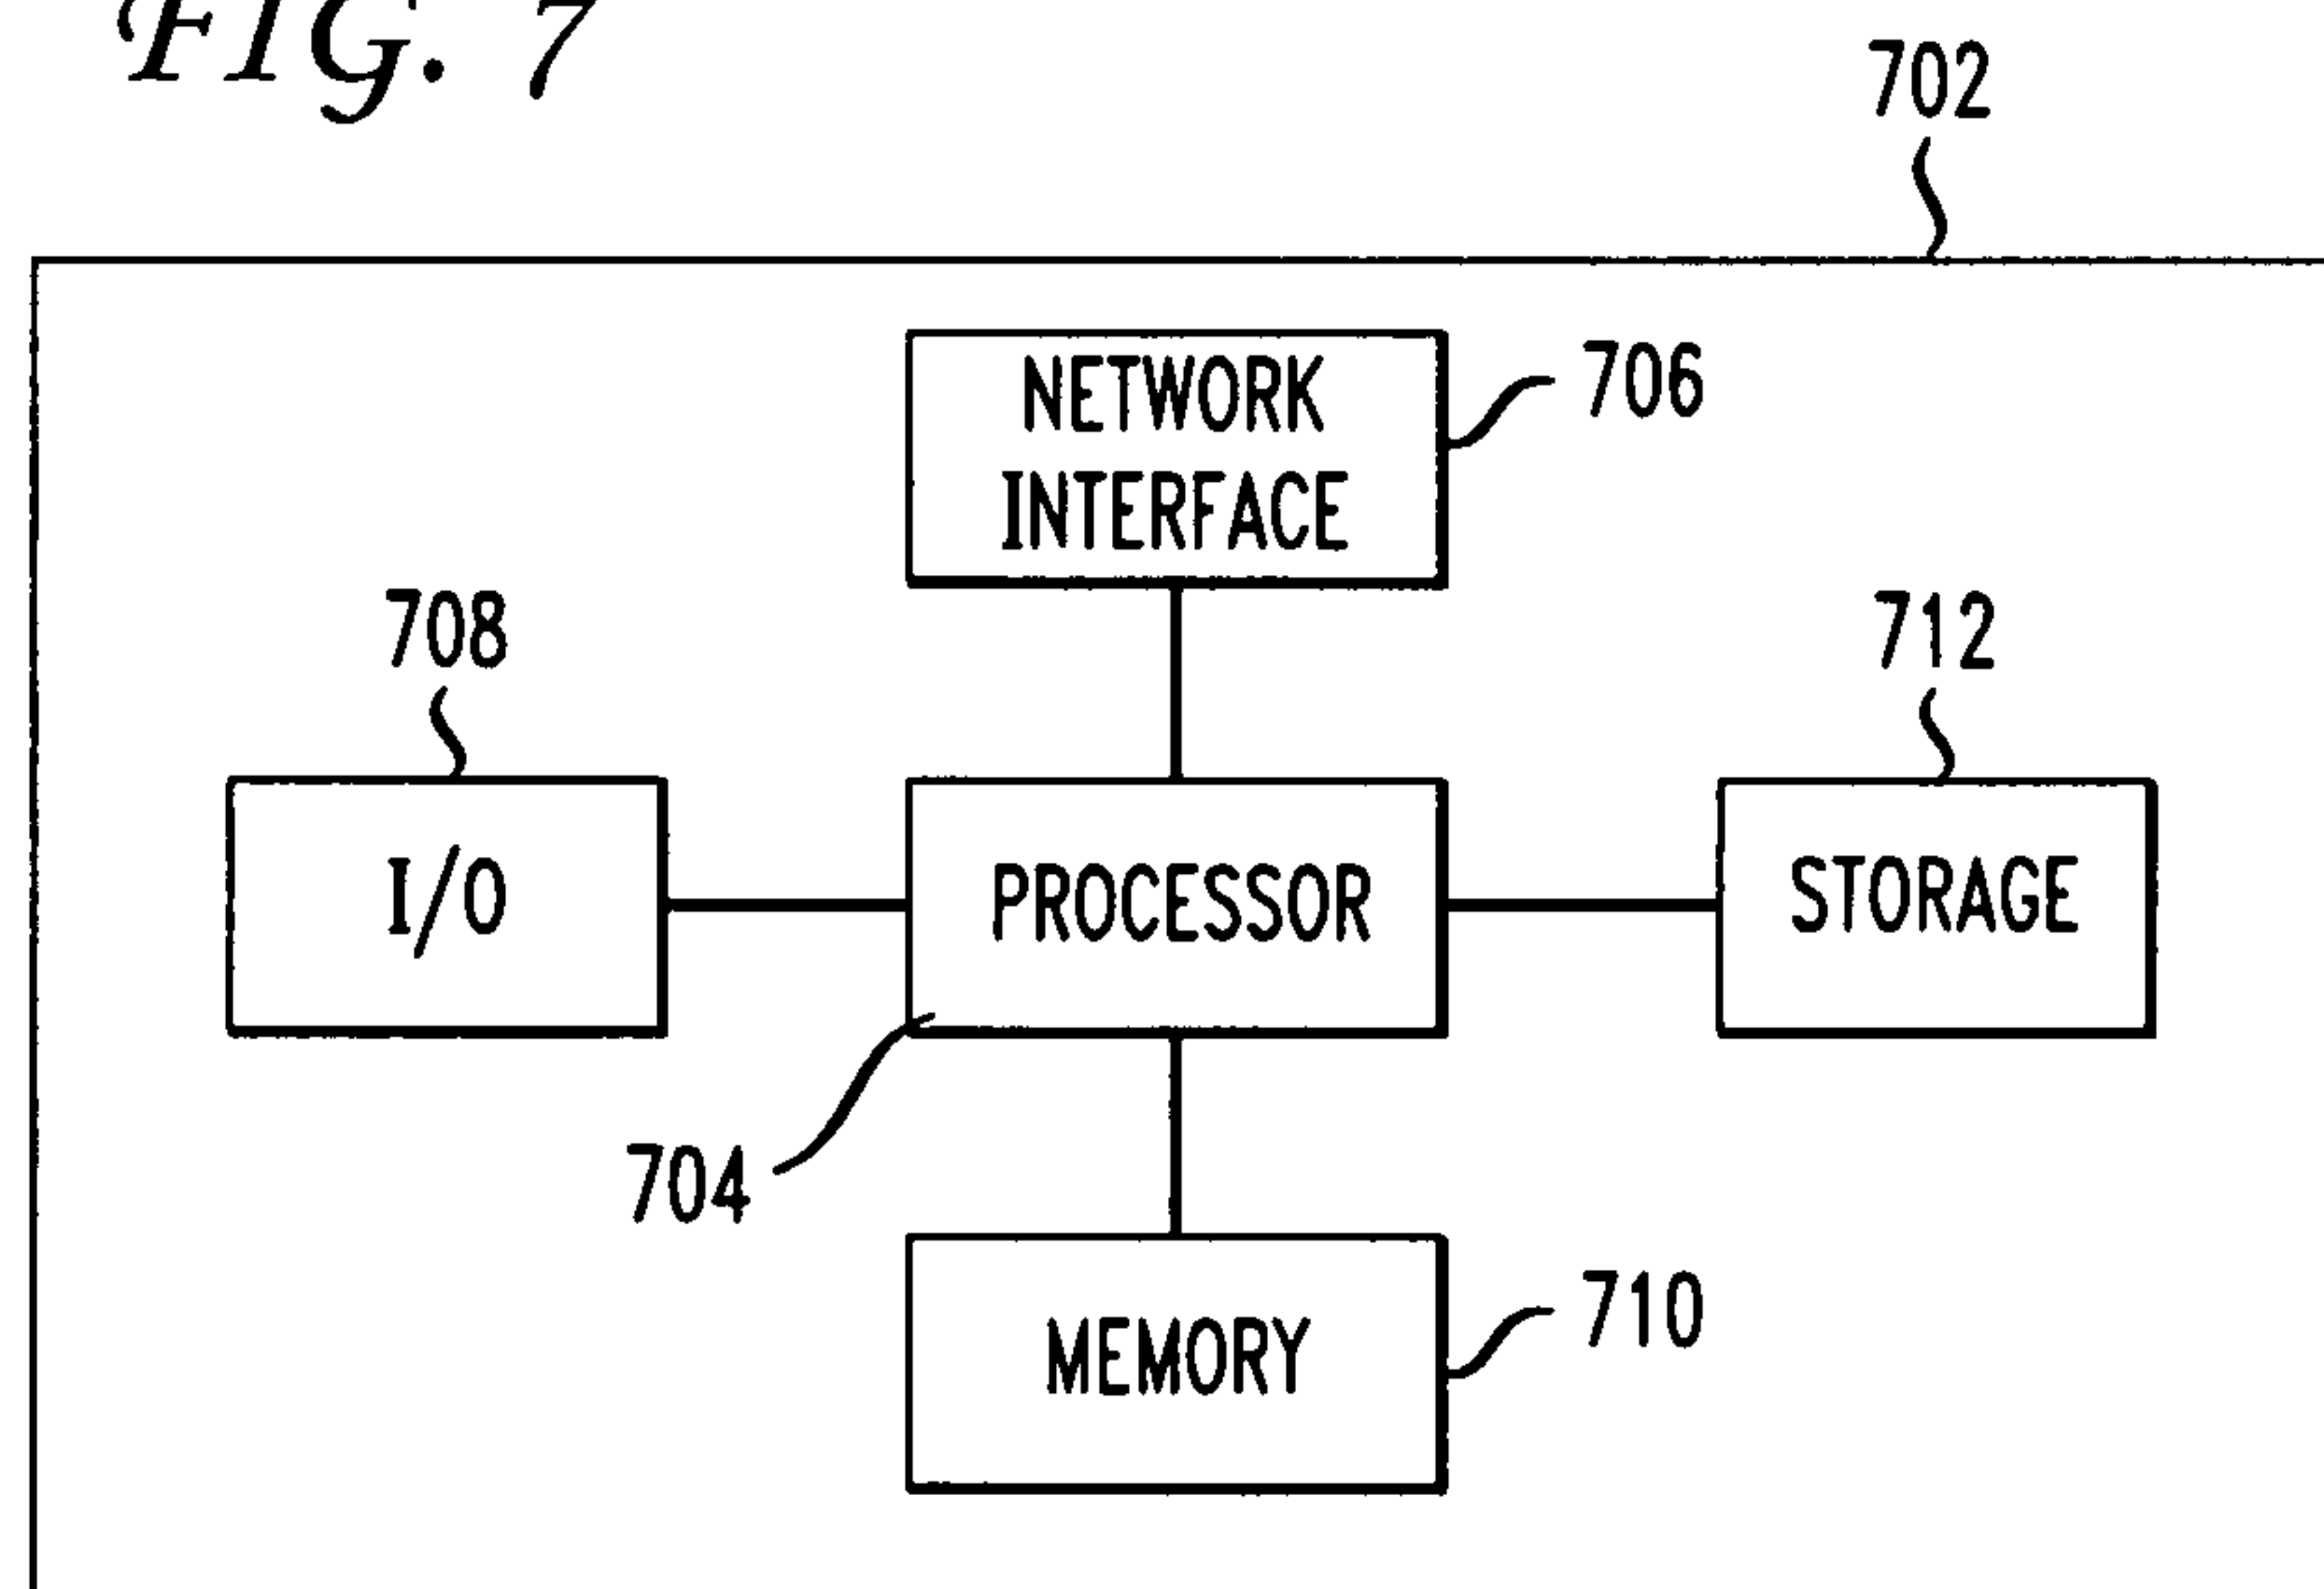 FIG. 7
702
NETWORK
INTERFACE
706
708
712
I/O
PROCESSOR
STORAGE
704
MEMORY
710